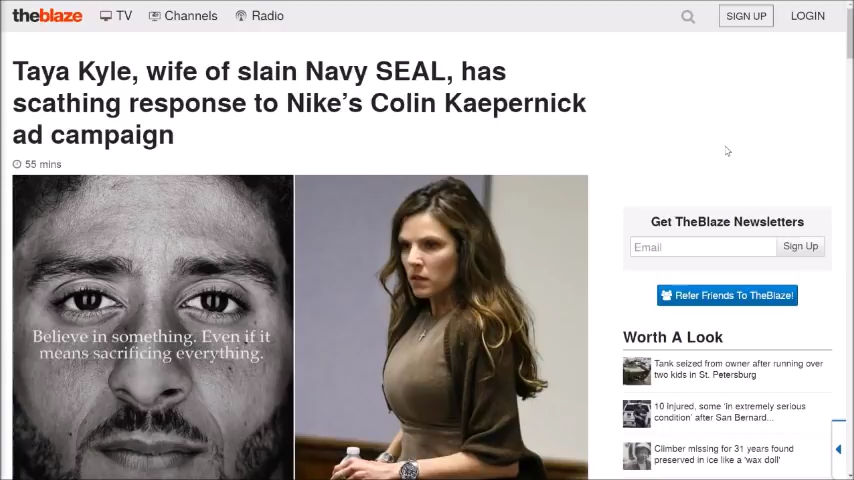 theblaze TV Channels Radio SIGN UP LOGIN
Taya Kyle, wife of slain Navy SEAL, has
scathing response to Nike's Colin Kaepernick
ad campaign
55 mins
Believe in something. Even if it
means sacrificing everything.
Get TheBlaze Newsletters
Email Sign Up
Refer Friends To TheBlaze!
Worth A Look
Tank seized from owner after running over
two kids in St. Petersburg
10 Injured, some 'in extremely serious
condition' after San Bernard...
Climber missing for 31 years found
preserved in ice like a 'wax doll'